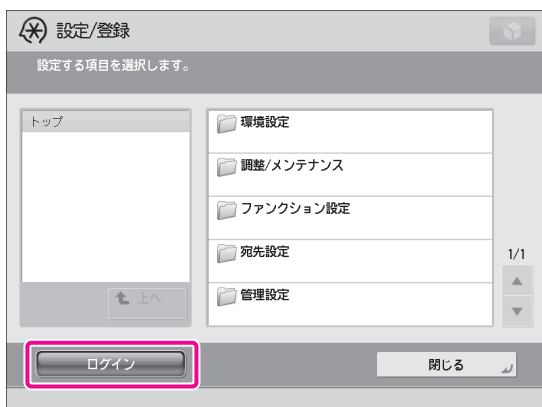 設定/登録
設定する項目を選択します。
トップ
環境設定
調整/メンテナンス
ファンクション設定
宛先設定
管理設定
1/1
上へ
ログイン
閉じる